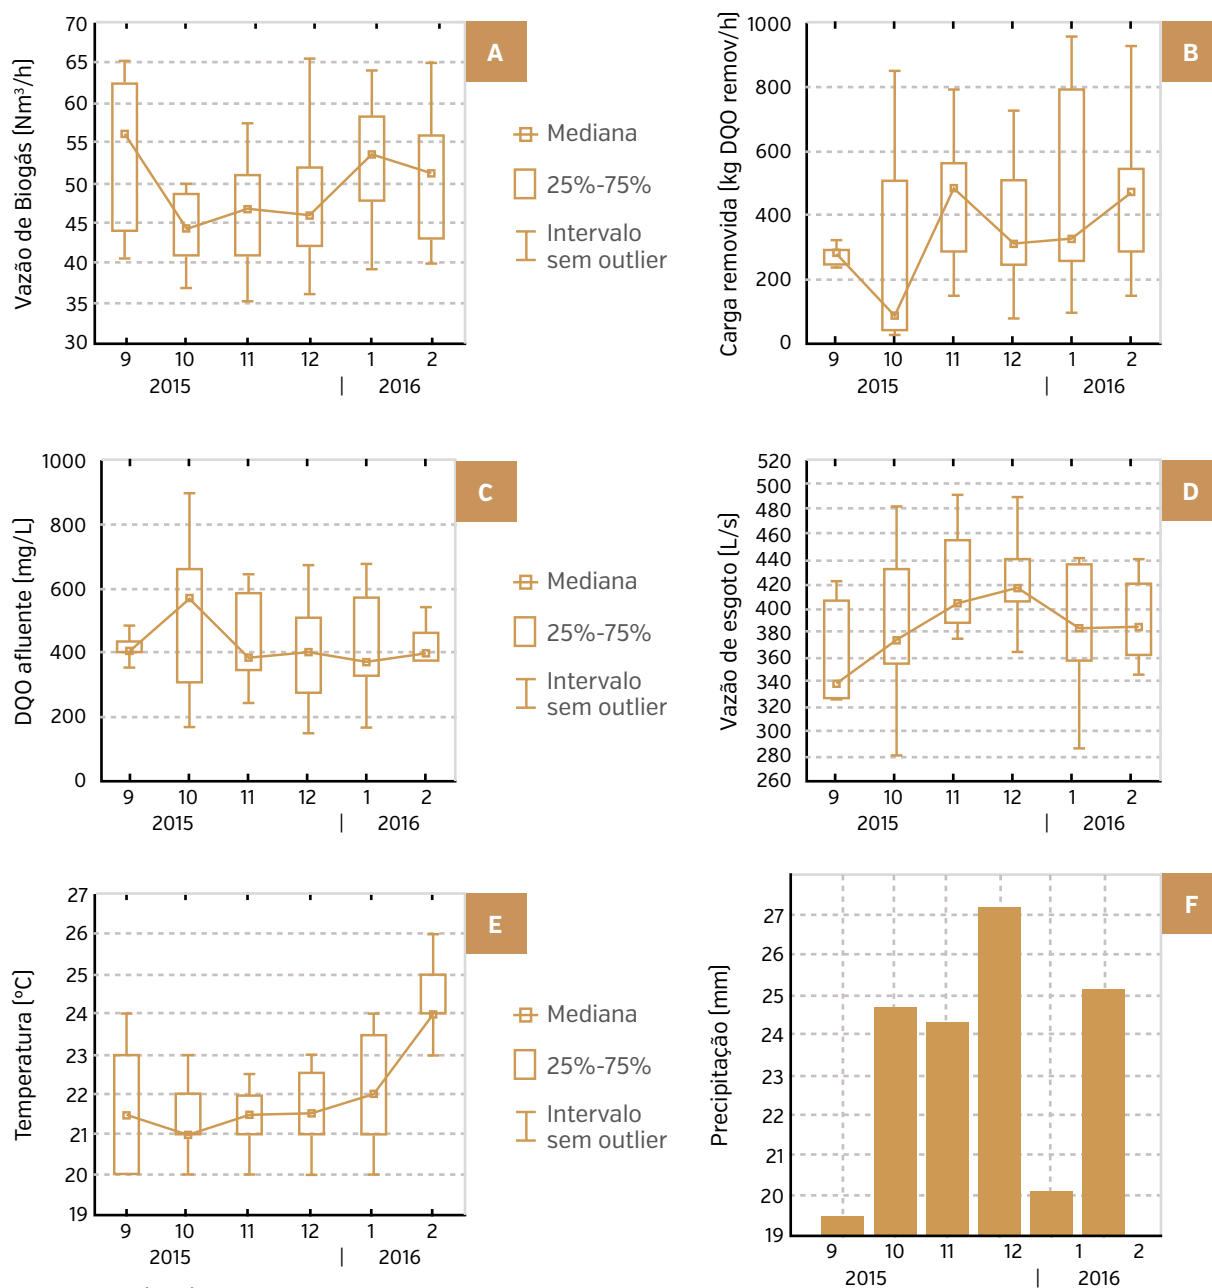 A
Vazão de Biogás (Nm³/h)
70
65
60
55
50
45
40
35
30
9 10 11 12 1 2
2015 | 2016
Mediana
25%-75%
Intervalo
sem outlier
B
Carga removida (kg DQO remov/h)
1000
800
600
400
200
0
9 10 11 12 1 2
2015 | 2016
C
DQO afluente (mg/L)
1000
800
600
400
200
0
9 10 11 12 1 2
2015 | 2016
Mediana
25%-75%
Intervalo
sem outlier
D
Vazão de esgoto (L/s)
520
500
480
460
440
420
400
380
360
340
320
300
280
260
9 10 11 12 1 2
2015 | 2016
E
Temperatura (ºC)
27
26
25
24
23
22
21
20
19
9 10 11 12 1 2
2015 | 2016
Mediana
25%-75%
Intervalo
sem outlier
F
Precipitação (mm)
27
26
25
24
23
22
21
20
19
9 10 11 12 1 2
2015 | 2016